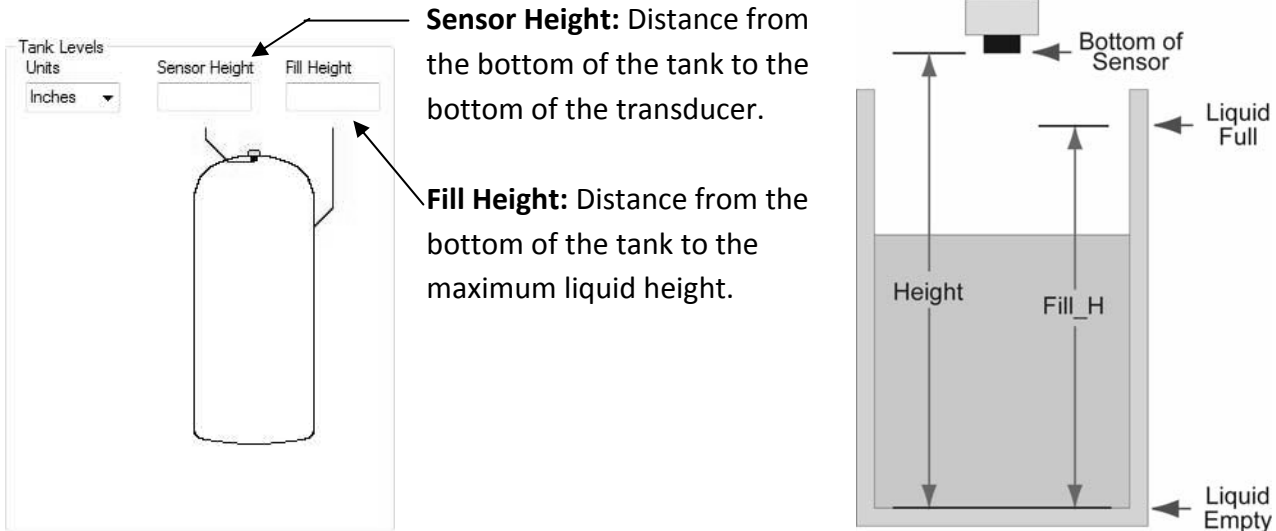 Tank Levels
Units
Sensor Height
Fill Height
Inches
Sensor Height: Distance from
the bottom of the tank to the
bottom of the transducer.
Fill Height: Distance from the
bottom of the tank to the
maximum liquid height.
Bottom of
Sensor
Liquid
Full
Height
Fill_H
Liquid
Empty